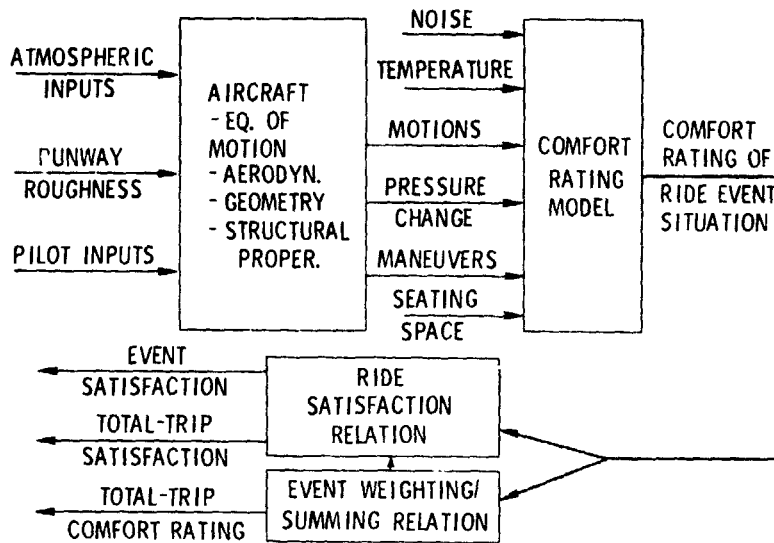 NOISE
ATMOSPHERIC
INPUTS
TEMPERATURE
AIRCRAFT
- EQ. OF
MOTION
- AERODYN.
- GEOMETRY
- STRUCTURAL
PROPER.
RUNWAY
ROUGHNESS
PILOT INPUTS
MOTIONS
PRESSURE
CHANGE
MANEUVERS
SEATING
SPACE
COMFORT
RATING
MODEL
COMFORT
RATING OF
RIDE EVENT
SITUATION
EVENT
SATISFACTION
TOTAL-TRIP
SATISFACTION
TOTAL-TRIP
COMFORT RATING
RIDE
SATISFACTION
RELATION
EVENT WEIGHTING/
SUMMING RELATION